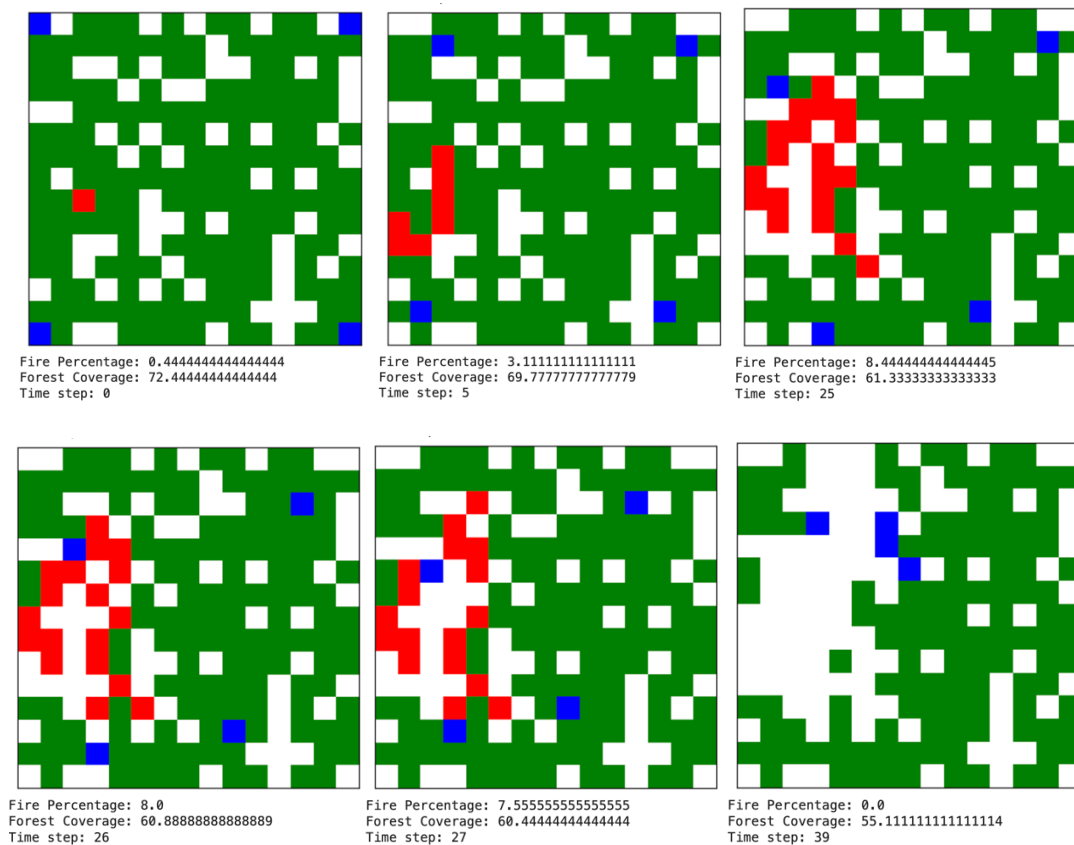 Fire Percentage: 0.4444444444444444
Forest Coverage: 72.44444444444444
Time step: 0
Fire Percentage: 3.111111111111111
Forest Coverage: 69.77777777777779
Time step: 5
Fire Percentage: 8.444444444444445
Forest Coverage: 61.33333333333333
Time step: 25
Fire Percentage: 8.0
Forest Coverage: 60.88888888888889
Time step: 26
Fire Percentage: 7.555555555555555
Forest Coverage: 60.444444444444444
Time step: 27
Fire Percentage: 0.0
Forest Coverage: 55.111111111111114
Time step: 39